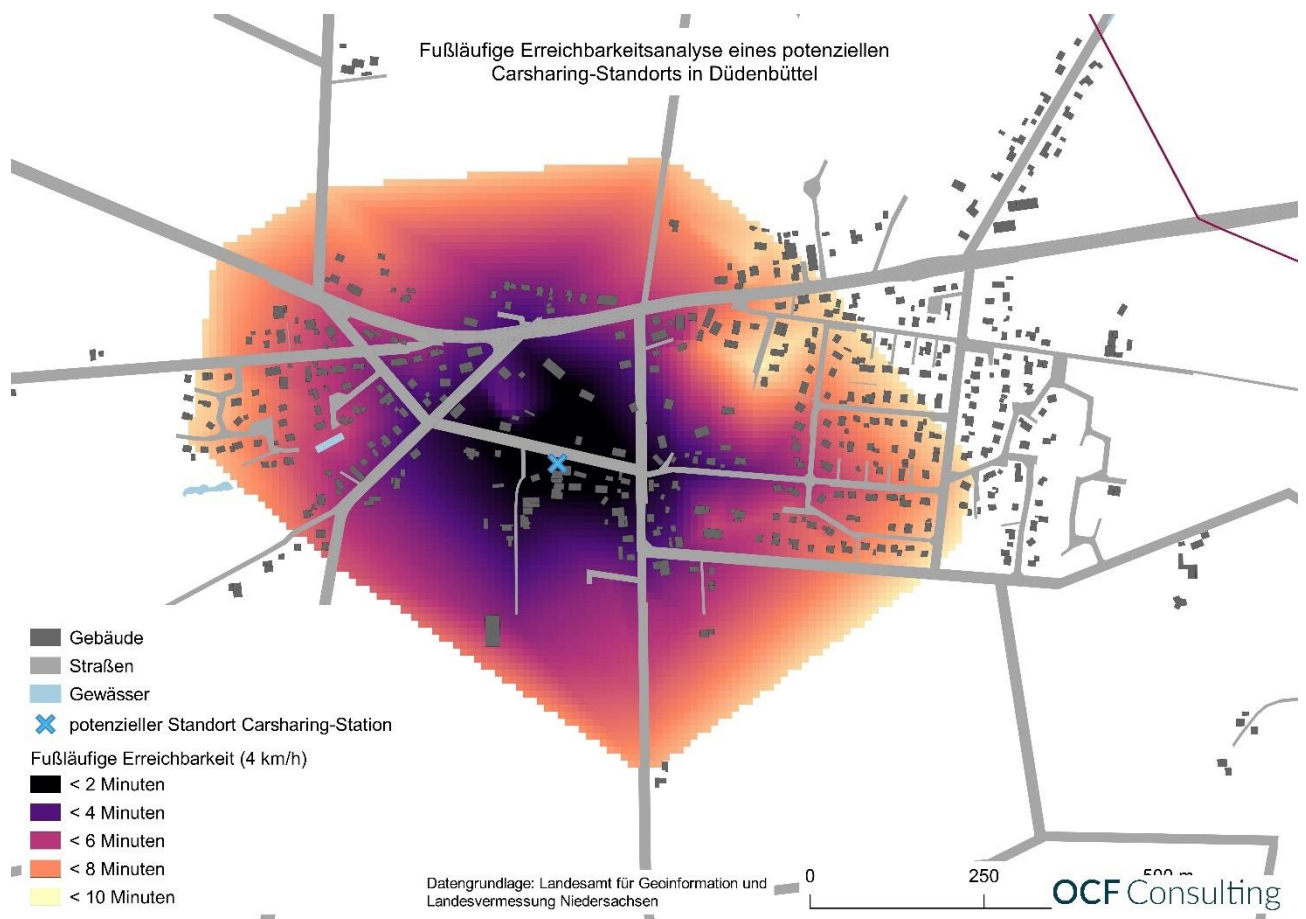 Fußläufige Erreichbarkeitsanalyse eines potenziellen
Carsharing-Standorts in Düdenbüttel
Gebäude
Straßen
Gewässer
potenzieller Standort Carsharing-Station
Fußläufige Erreichbarkeit (4 km/h)
< 2 Minuten
< 4 Minuten
< 6 Minuten
< 8 Minuten
< 10 Minuten
Datengrundlage: Landesamt für Geoinformation und
Landesvermessung Niedersachsen
0 250 500 m
OCF Consulting